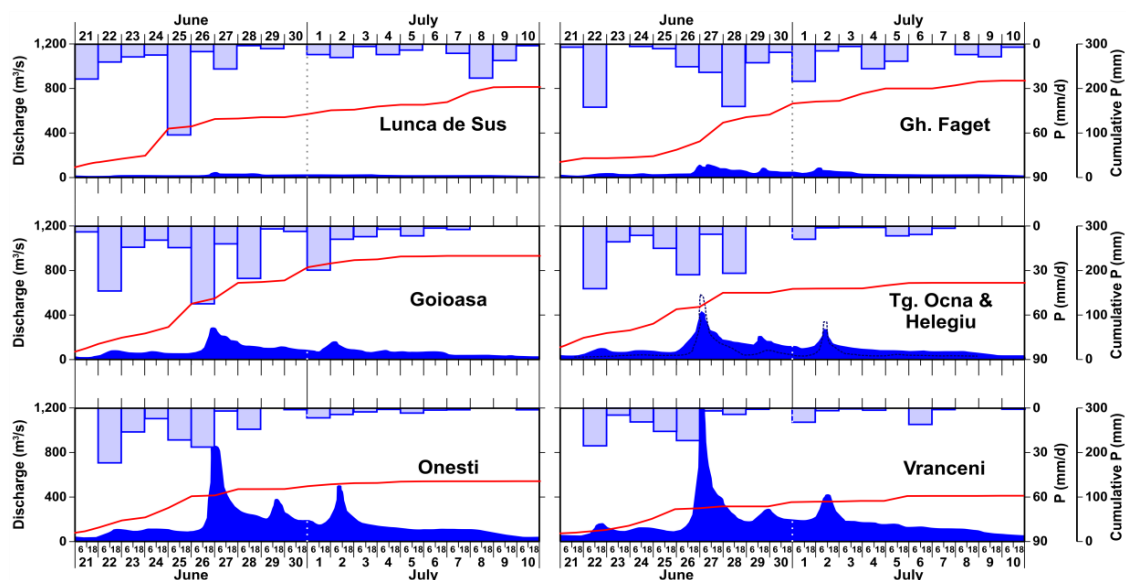 June July June July
21 22 23 24 25 26 27 28 29 30 1 2 3 4 5 6 7 8 9 10 21 22 23 24 25 26 27 28 29 30 1 2 3 4 5 6 7 8 9 10
1,200 0 300
800 30 200
400 60 100
0 90 0
Discharge (m³/s) P (mm/d) Cumulative P (mm)
Lunca de Sus Gh. Faget
1,200 0 300
800 30 200
400 60 100
0 90 0
Discharge (m³/s) P (mm/d) Cumulative P (mm)
Goioasa Tg. Ocna &
Helegiu
1,200 0 300
800 30 200
400 60 100
0 90 0
Discharge (m³/s) P (mm/d) Cumulative P (mm)
Onesti Vranceni
6 18 6 18 6 18 6 18 6 18 6 18 6 18 6 18 6 18 6 18 6 18 6 18 6 18 6 18 6 18 6 18 6 18 6 18 6 18 6 18 6 18 6 18 6 18 6 18 6 18 6 18 6 18 6 18 6 18 6 18 6 18 6 18 6 18 6 18 6 18 6 18 6 18 6 18 6 18 6 18
21 22 23 24 25 26 27 28 29 30 1 2 3 4 5 6 7 8 9 10 21 22 23 24 25 26 27 28 29 30 1 2 3 4 5 6 7 8 9 10
June July June July